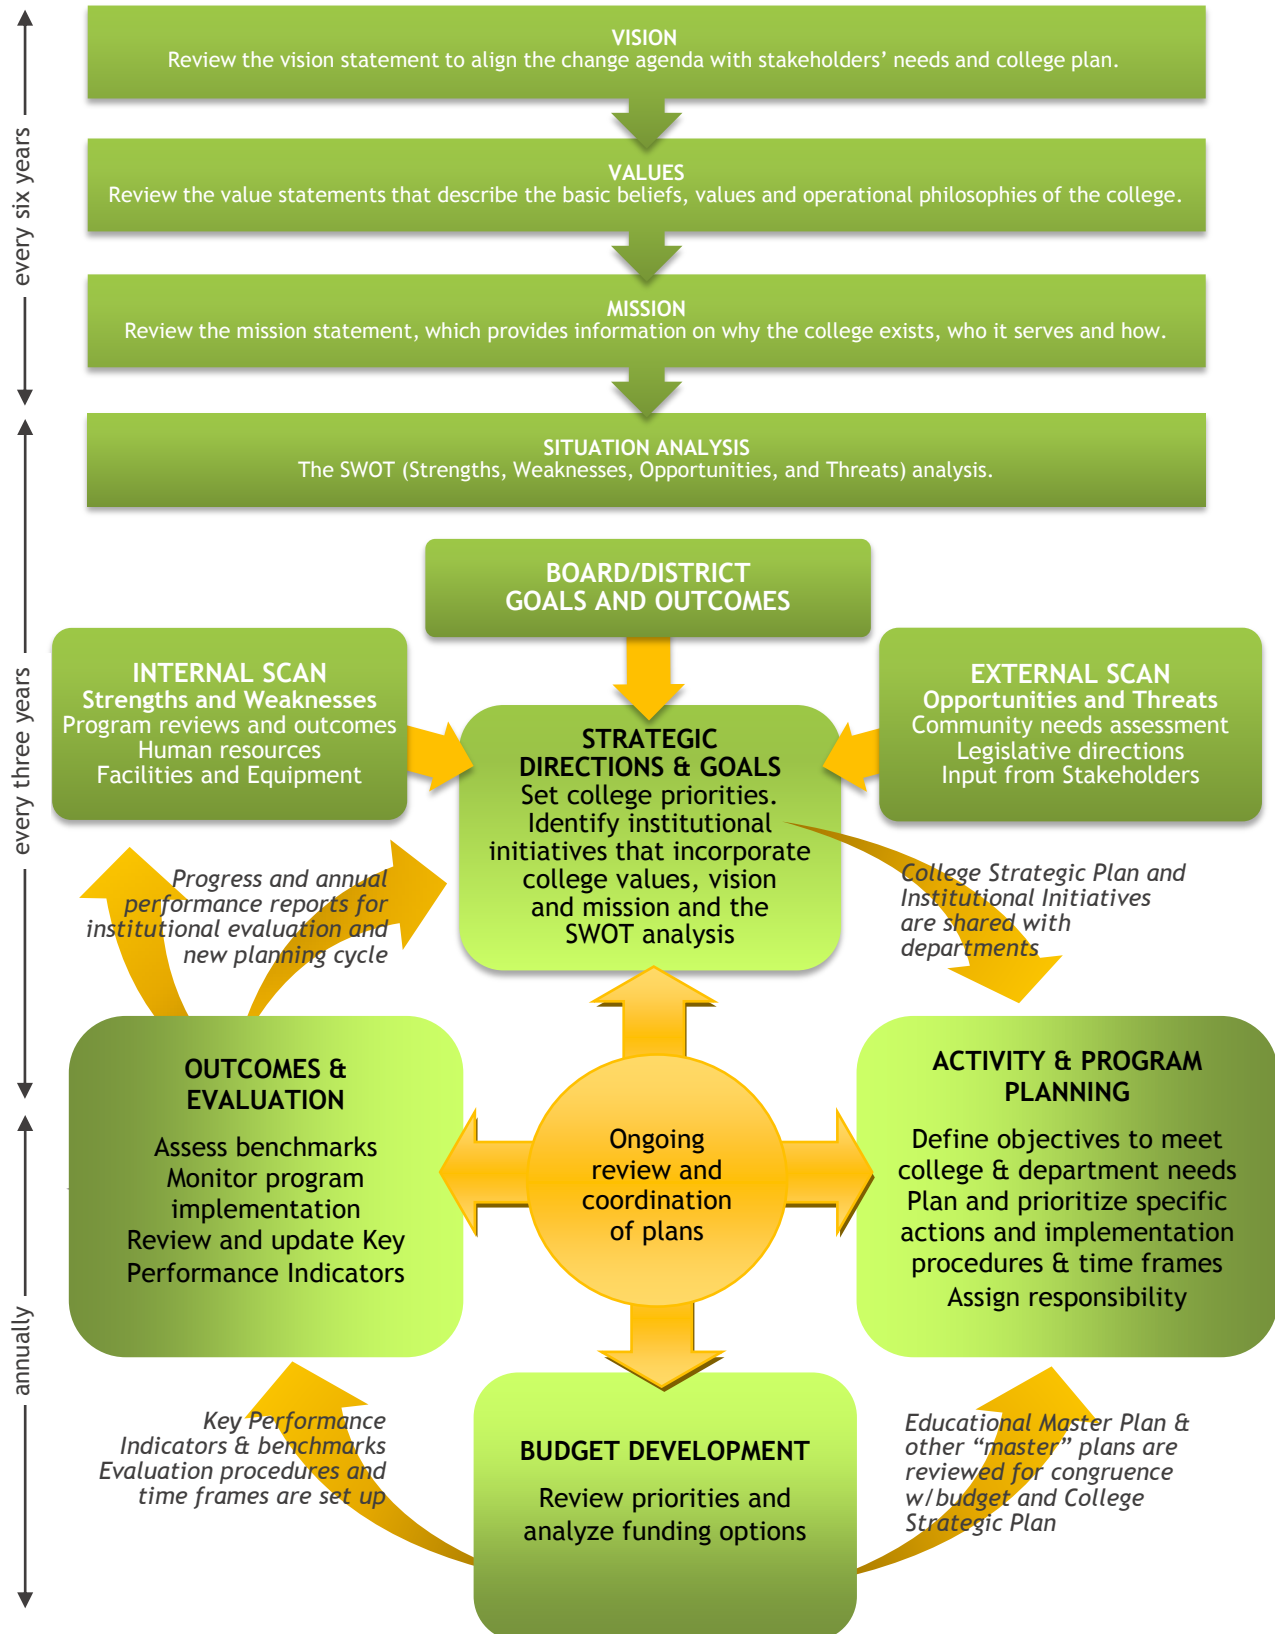 VISION
Review the vision statement to align the change agenda with stakeholders’ needs and college plan.
VALUES
Review the value statements that describe the basic beliefs, values and operational philosophies of the college.
MISSION
Review the mission statement, which provides information on why the college exists, who it serves and how.
every six years
SITUATION ANALYSIS
The SWOT (Strengths, Weaknesses, Opportunities, and Threats) analysis.
BOARD/DISTRICT
GOALS AND OUTCOMES
every three years
INTERNAL SCAN
Strengths and Weaknesses
Program reviews and outcomes
Human resources
Facilities and Equipment
STRATEGIC
DIRECTIONS & GOALS
Set college priorities.
Identify institutional
initiatives that incorporate
college values, vision
and mission and the
SWOT analysis
EXTERNAL SCAN
Opportunities and Threats
Community needs assessment
Legislative directions
Input from Stakeholders
Progress and annual
performance reports for
institutional evaluation and
new planning cycle
College Strategic Plan and
Institutional Initiatives
are shared with
departments
OUTCOMES &
EVALUATION
Assess benchmarks
Monitor program
implementation
Review and update Key
Performance Indicators
Ongoing
review and
coordination
of plans
ACTIVITY & PROGRAM
PLANNING
Define objectives to meet
college & department needs
Plan and prioritize specific
actions and implementation
procedures & time frames
Assign responsibility
annually
Key Performance
Indicators & benchmarks
Evaluation procedures and
time frames are set up
BUDGET DEVELOPMENT
Review priorities and
analyze funding options
Educational Master Plan &
other “master” plans are
reviewed for congruence
w/budget and College
Strategic Plan